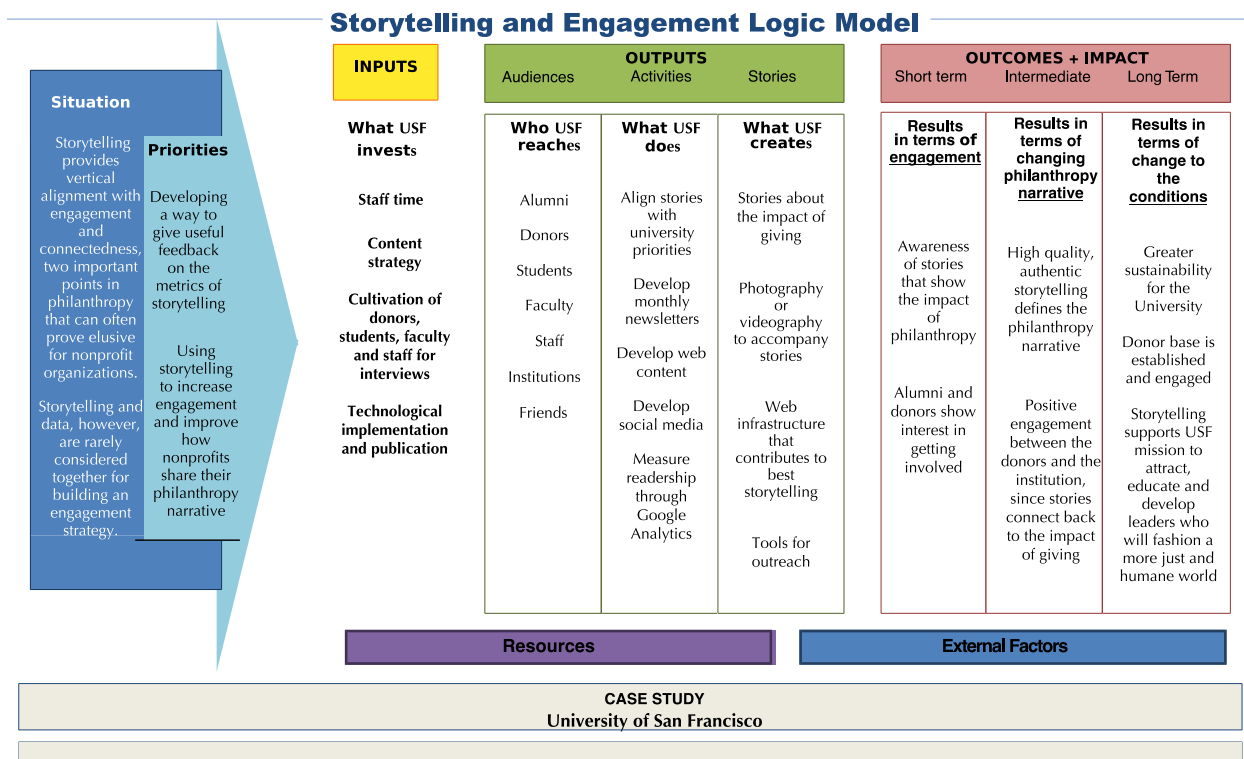 Storytelling and Engagement Logic Model
Situation
Storytelling
provides
vertical
alignment with
engagement
and
connectedness,
two important
points in
philanthropy
that can often
prove elusive
for nonprofit
organizations.
Storytelling and
data, however,
are rarely
considered
together for
building an
engagement
strategy.
Priorities
Developing
a way to
give useful
feedback
on the
metrics of
storytelling
Using
storytelling
to increase
engagement
and improve
how
nonprofits
share their
philanthropy
narrative
INPUTS
What USF
invests
Staff time
Content
strategy
Cultivation of
donors,
students, faculty
and staff for
interviews
Technological
implementation
and publication
OUTPUTS
Audiences
Activities
Stories
Who USF
reaches
Alumni
Donors
Students
Faculty
Staff
Institutions
Friends
What USF
does
Align stories
with
university
priorities
Develop
monthly
newsletters
Develop web
content
Develop
social media
Measure
readership
through
Google
Analytics
What USF
creates
Stories about
the impact of
giving
Photography
or
videography
to accompany
stories
Web
infrastructure
that
contributes to
best
storytelling
Tools for
outreach
OUTCOMES + IMPACT
Short term
Intermediate
Long Term
Results
in terms of
engagement
Awareness
of stories
that show
the impact
of
philanthropy
Alumni and
donors show
interest in
getting
involved
Results in
terms of
changing
philanthropy
narrative
High quality,
authentic
storytelling
defines the
philanthropy
narrative
Positive
engagement
between the
donors and the
institution,
since stories
connect back
to the impact
of giving
Results in
terms of
change to
the
conditions
Greater
sustainability
for the
University
Donor base is
established
and engaged
Storytelling
supports USF
mission to
attract,
educate and
develop
leaders who
will fashion a
more just and
humane world
Resources
External Factors
CASE STUDY
University of San Francisco